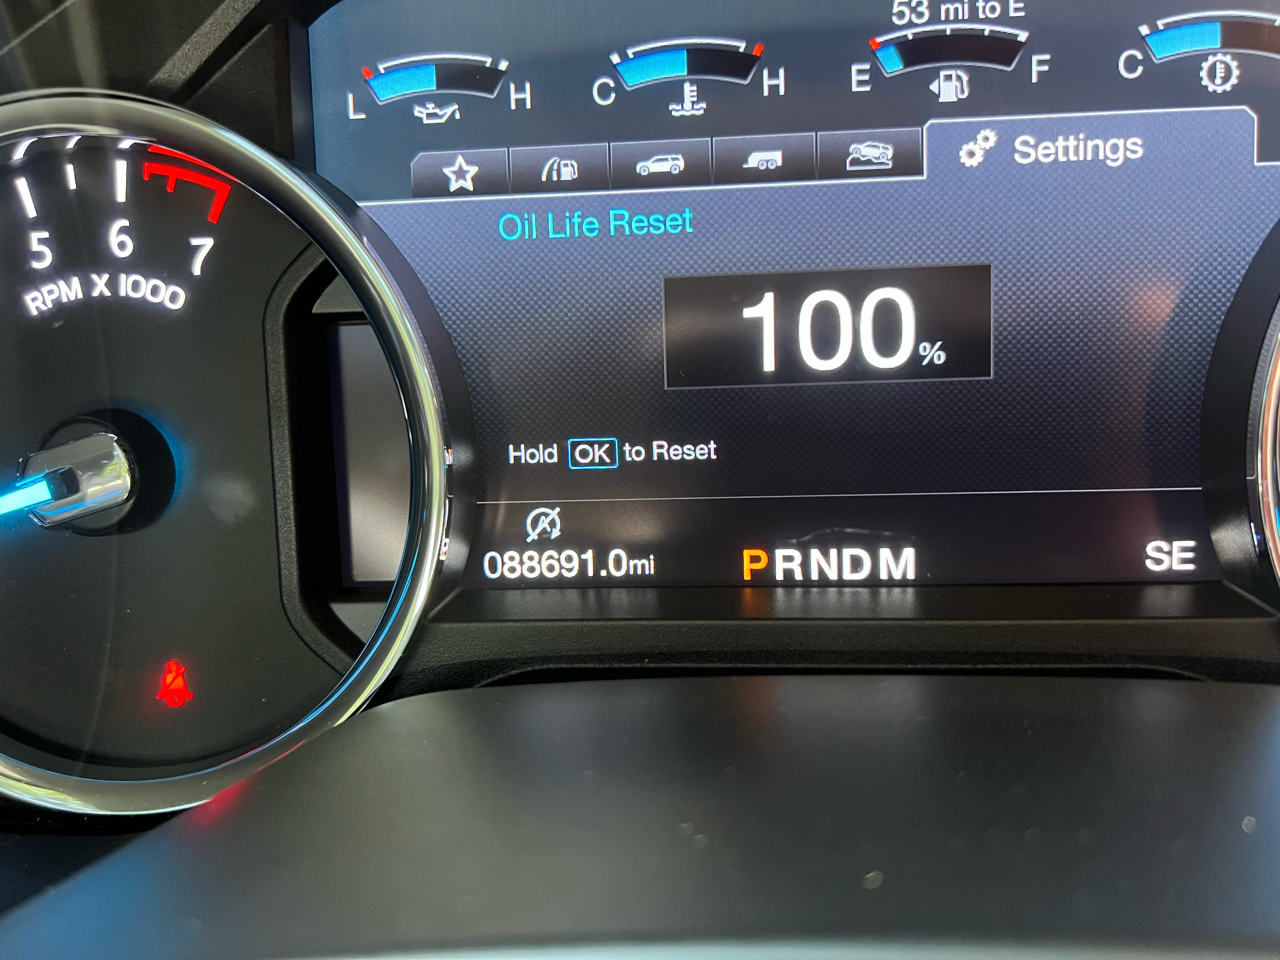 53 mi to E
L H
C H
E F
C
Settings
Oil Life Reset
100%
5 6 7
RPM X 1000
Hold OK to Reset
A
088691.0mi
PRNDM
SE